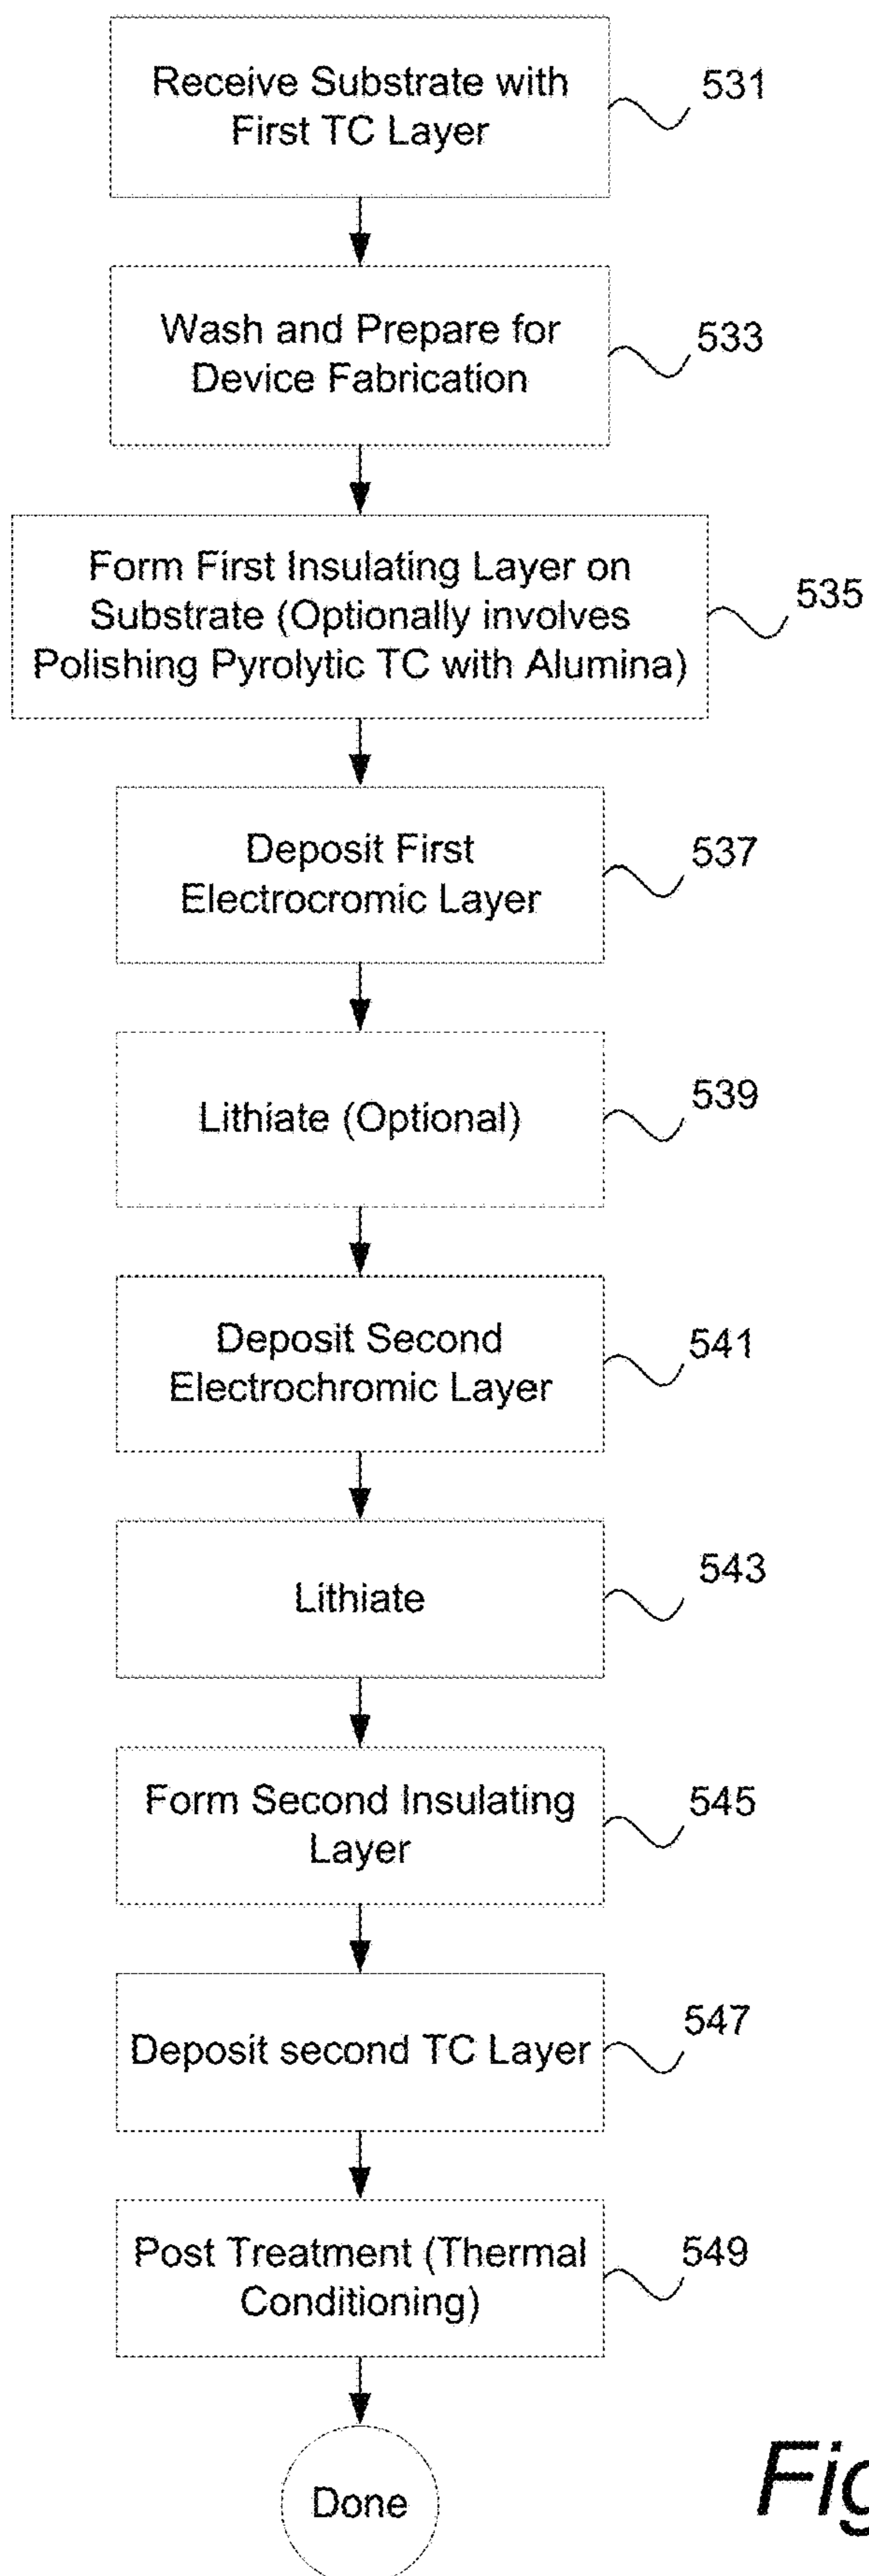 Receive Substrate with
First TC Layer
531
Wash and Prepare for
Device Fabrication
533
Form First Insulating Layer on
Substrate (Optionally involves
Polishing Pyrolytic TC with Alumina)
535
Deposit First
Electrocromic Layer
537
Lithiate (Optional)
539
Deposit Second
Electrochromic Layer
541
Lithiate
543
Form Second Insulating
Layer
545
Deposit second TC Layer
547
Post Treatment (Thermal
Conditioning)
549
Done
Fig